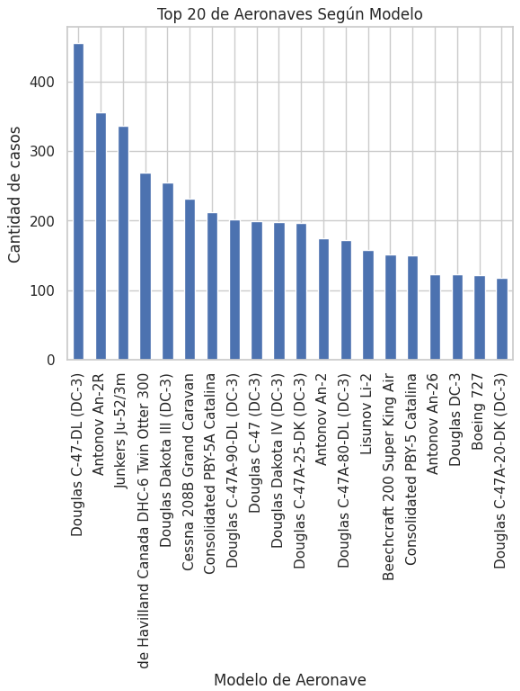 Top 20 de Aeronaves Según Modelo
Cantidad de casos
400
300
200
100
0
Douglas C-47-DL (DC-3)
Antonov An-2R
Junkers Ju-52/3m
de Havilland Canada DHC-6 Twin Otter 300
Douglas Dakota III (DC-3)
Cessna 208B Grand Caravan
Consolidated PBY-5A Catalina
Douglas C-47A-90-DL (DC-3)
Douglas C-47 (DC-3)
Douglas Dakota IV (DC-3)
Douglas C-47A-25-DK (DC-3)
Antonov An-2
Douglas C-47A-80-DL (DC-3)
Lisunov Li-2
Beechcraft 200 Super King Air
Consolidated PBY-5 Catalina
Antonov An-26
Douglas DC-3
Boeing 727
Douglas C-47A-20-DK (DC-3)
Modelo de Aeronave